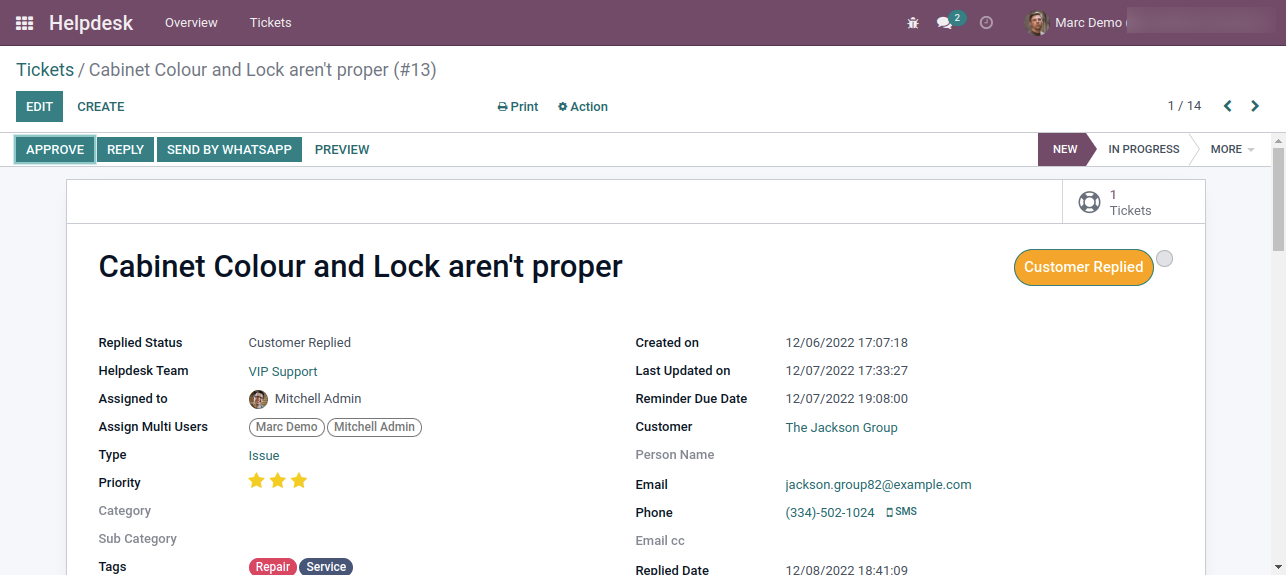 Helpdesk Overview Tickets 2 Marc Demo (
Tickets / Cabinet Colour and Lock aren't proper (#13)
EDIT CREATE Print Action 1 / 14
APPROVE REPLY SEND BY WHATSAPP PREVIEW NEW IN PROGRESS MORE
1
Tickets
Cabinet Colour and Lock aren't proper Customer Replied
Replied Status Customer Replied Created on 12/06/2022 17:07:18
Helpdesk Team VIP Support Last Updated on 12/07/2022 17:33:27
Assigned to Mitchell Admin Reminder Due Date 12/07/2022 19:08:00
Assign Multi Users Marc Demo Mitchell Admin Customer The Jackson Group
Type Issue Person Name
Priority Email jackson.group82@example.com
Category Phone (334)-502-1024 SMS
Sub Category Email cc
Tags Repair Service Replied Date 12/08/2022 18:41:09